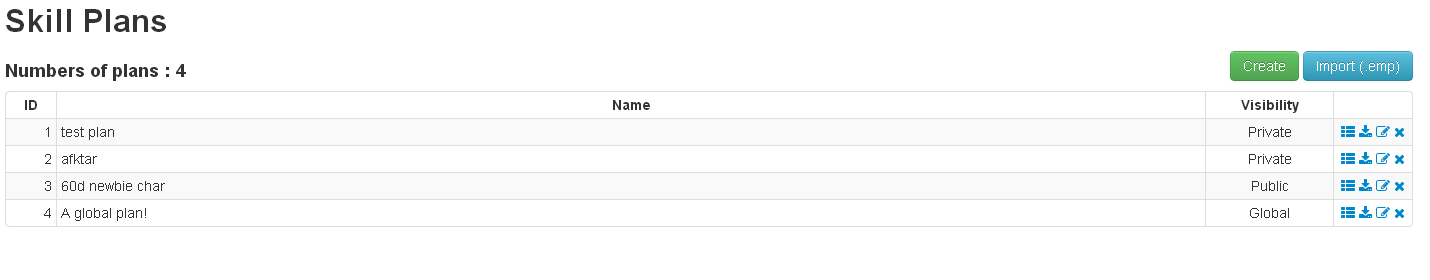 Skill Plans
Numbers of plans : 4
Create Import (.emp)
ID Name Visibility
1 test plan Private
2 afktar Private
3 60d newbie char Public
4 A global plan! Global